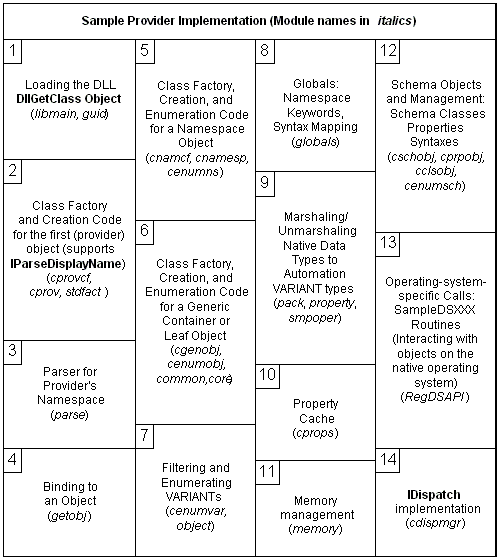 Sample Provider Implementation (Module names in italics)
1
Loading the DLL
DllGetClass Object
(libmain, guid)
2
Class Factory
and Creation Code
for the first (provider)
object (supports
IParseDisplayName)
(cprovcf,
cprov, stdfact )
3
Parser for
Provider's
Namespace
(parse)
4
Binding to
an Object
(getobj)
5
Class Factory,
Creation, and
Enumeration Code
for a Namespace
Object
(cnamcf, cnamesp,
cenumns)
6
Class Factory,
Creation, and
Enumeration Code
for a Generic
Container or
Leaf Object
(cgenobj,
cenumobj,
common,core)
7
Filtering and
Enumerating
VARIANTs
(cenumvar,
object)
8
Globals:
Namespace
Keywords,
Syntax Mapping
(globals)
9
Marshaling/
Unmarshaling
Native Data
Types to
Automation
VARIANT types
(pack, property,
smpoper)
10
Property
Cache
(cprops)
11
Memory
management
(memory)
12
Schema Objects
and Management:
Schema Classes
Properties
Syntaxes
(cschobj, cprpobj,
cclsobj,
cenumsch)
13
Operating-system-
specific Calls:
SampleDSXXX
Routines
(Interacting with
objects on the
native operating
system)
(RegDSAPI )
14
IDispatch
implementation
(cdispmgr)